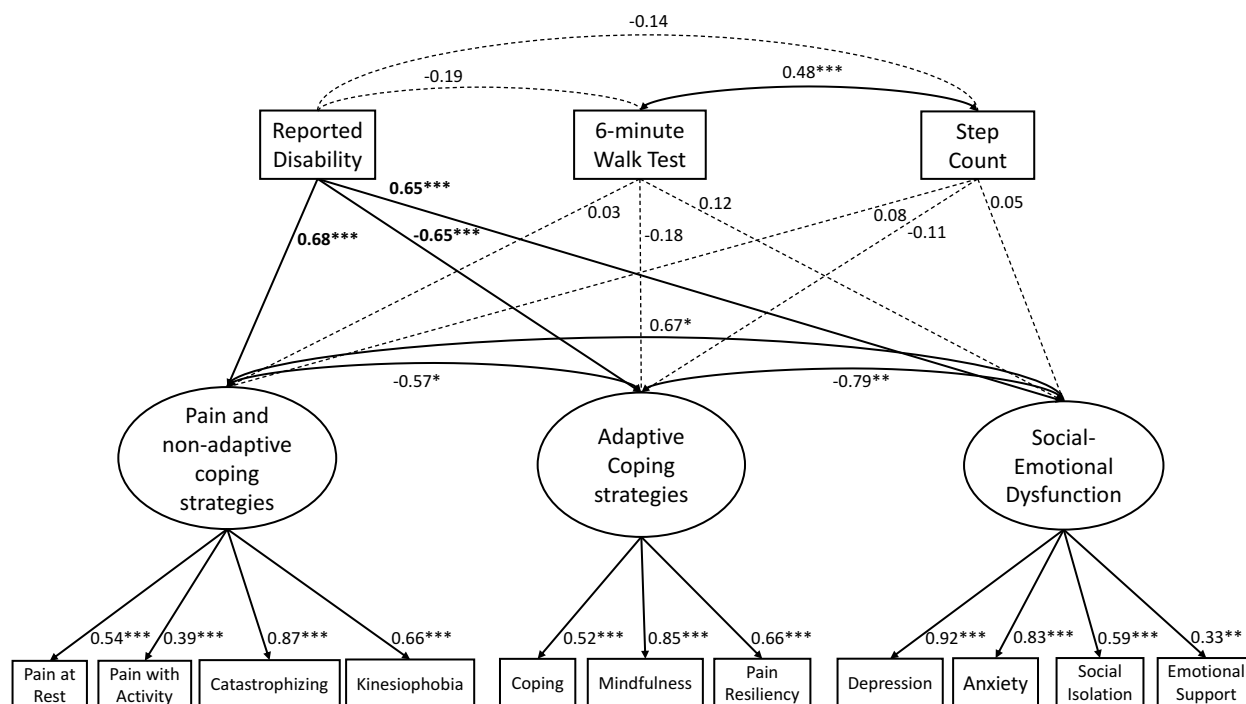 -0.14
-0.19
0.48***
Reported
Disability
6-minute
Walk Test
Step
Count
0.65***
0.03
0.12
0.08
0.05
0.68***
-0.65***
-0.18
-0.11
0.67*
-0.57*
-0.79**
Pain and
non-adaptive
coping
strategies
Adaptive
Coping
strategies
Social-
Emotional
Dysfunction
0.54***
0.39***
0.87***
0.66***
0.52***
0.85***
0.66***
0.92***
0.83***
0.59***
0.33**
Pain at
Rest
Pain with
Activity
Catastrophizing
Kinesiophobia
Coping
Mindfulness
Pain
Resiliency
Depression
Anxiety
Social
Isolation
Emotional
Support